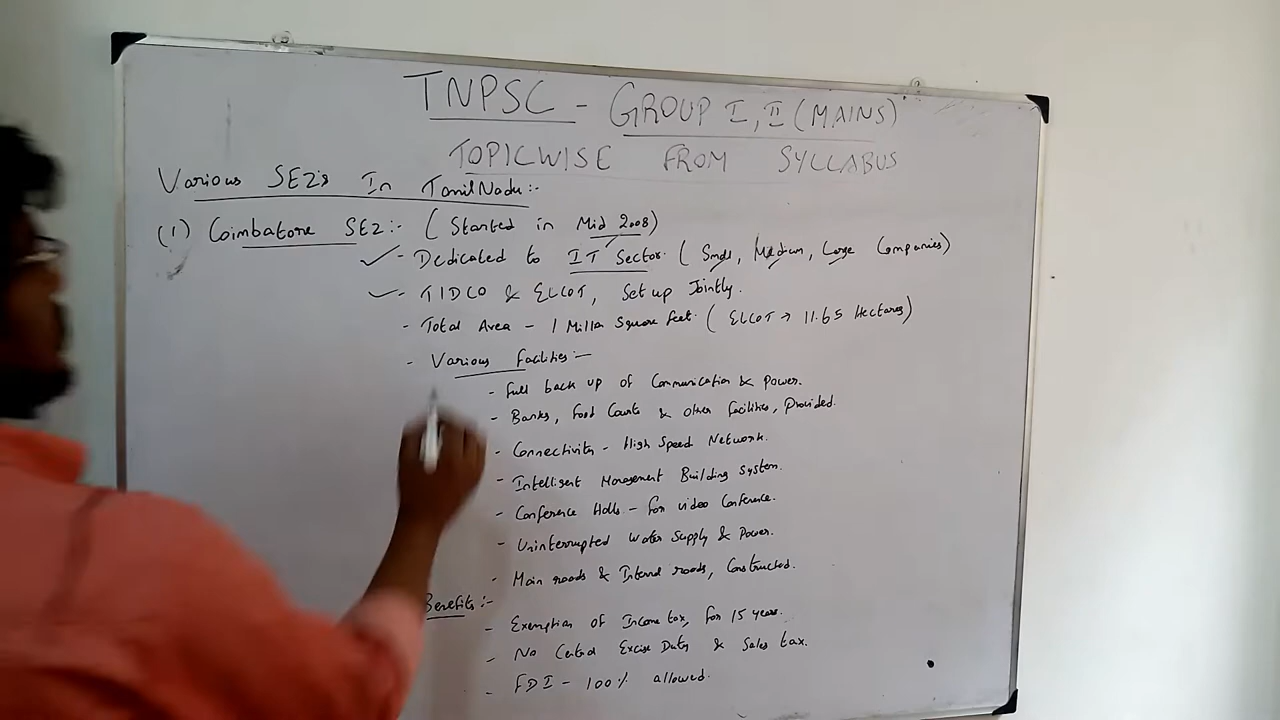 TNPSC - GROUP I, II (MAINS)
TOPICWISE FROM SYLLABUS
Various SEZ's In TamilNadu:-
(1) Coimbatore SEZ:- (Started in Mid 2008)
- Dedicated to IT Sector. (Small, Medium, Large Companies)
- TIDCO & ELCOT, Set up Jointly.
- Total Area - 1 Million Square feet. (ELCOT → 11.65 Hectares)
- Various Facilities:-
- Full back up of Communication & Power.
- Banks, Food Courts & other facilities, Provided.
- Connectivity - High Speed Network.
- Intelligent Management Building System.
- Conference Halls - for video Conference.
- Uninterrupted Water Supply & Power.
- Main roads & Internal roads, Constructed.
Benefits:-
- Exemption of Income tax, for 15 years.
- No Central Excise Duty & Sales tax.
- FDI - 100% allowed.